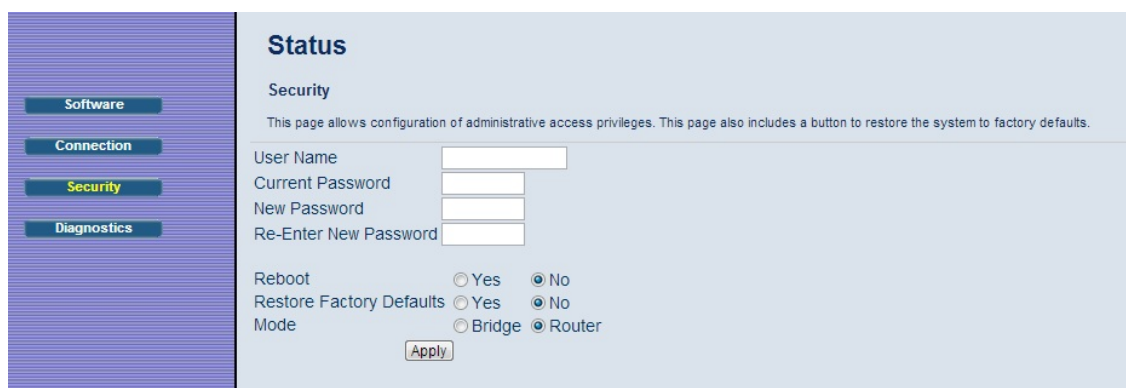 Software
Connection
Security
Diagnostics
Status
Security
This page allows configuration of administrative access privileges. This page also includes a button to restore the system to factory defaults.
User Name
Current Password
New Password
Re-Enter New Password
Reboot Yes No
Restore Factory Defaults Yes No
Mode Bridge Router
Apply